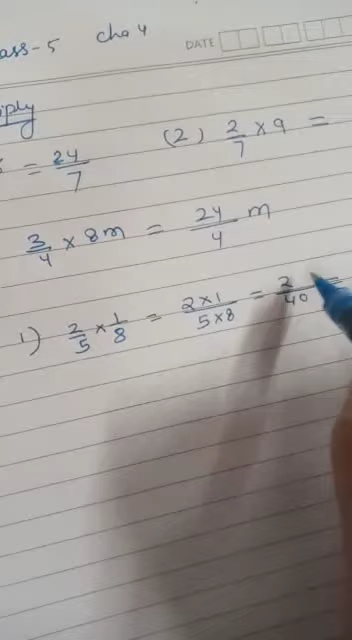 ass-5 Cha 4 DATE
iply
= 24/7 (2) 2/7 × 9 =
3/4 × 8m = 24/4 m
1) 2/5 × 1/8 = 2×1/5×8 = 2/40 =